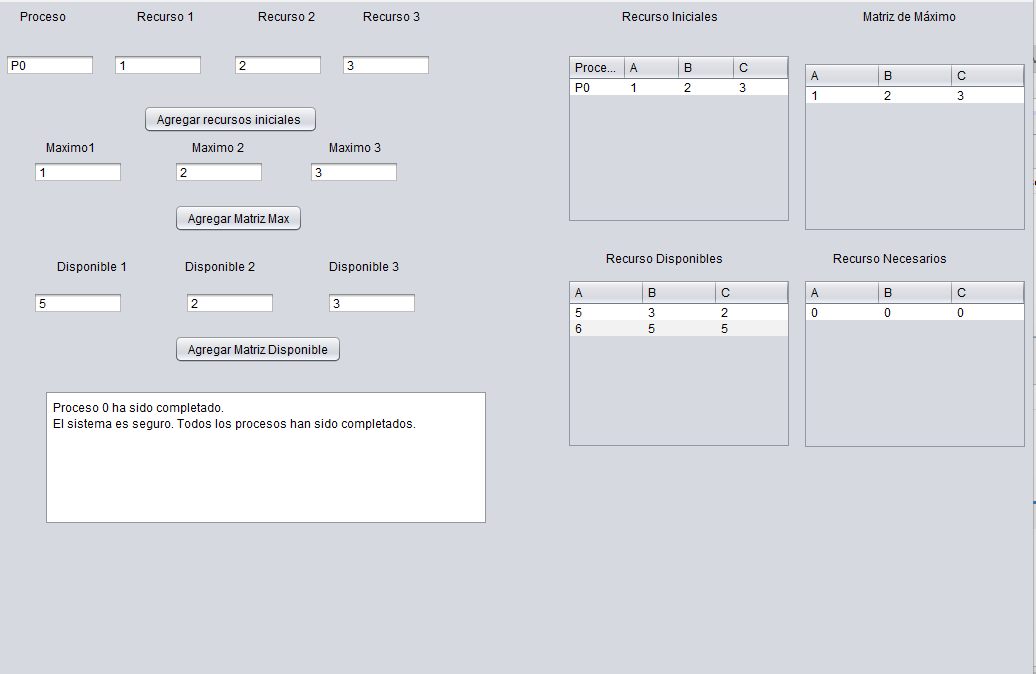 Proceso Recurso 1 Recurso 2 Recurso 3
P0 1 2 3
Agregar recursos iniciales
Maximo1 Maximo 2 Maximo 3
1 2 3
Agregar Matriz Max
Disponible 1 Disponible 2 Disponible 3
5 2 3
Agregar Matriz Disponible
Proceso 0 ha sido completado.
El sistema es seguro. Todos los procesos han sido completados.
Recurso Iniciales
Proce... A B C
P0 1 2 3
Matriz de Máximo
A B C
1 2 3
Recurso Disponibles
A B C
5 3 2
6 5 5
Recurso Necesarios
A B C
0 0 0